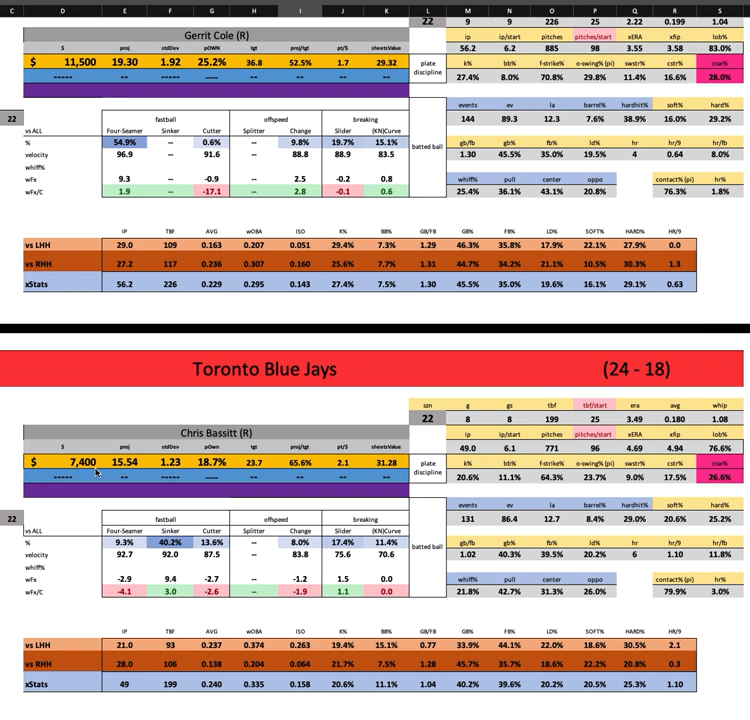 C D E F G H I J K L M N O P Q R S
22 9 9 226 25 2.22 0.199 1.04
Gerrit Cole (R) ip ip/start pitches pitches/start xERA xfip lob%
$ proj stdDev pOWN tgt proj/tgt pt/$ sheetsValue 56.2 6.2 885 98 3.55 3.58 83.0%
$ 11,500 19.30 1.92 25.2% 36.8 52.5% 1.7 29.32 plate discipline k% bb% f-strike% o-swing% (pi) swstr% cstr% csw%
----- ----- ----- ___ ----- ----- ----- ----- 27.4% 8.0% 70.8% 29.8% 11.4% 16.6% 28.0%
events ev la barrel% hardhit% soft% hard%
22 fastball offspeed breaking 144 89.3 12.3 7.6% 38.9% 16.0% 29.2%
vs ALL Four-Seamer Sinker Cutter Splitter Change Slider (KN)Curve
% 54.9% -- 0.6% -- 9.8% 19.7% 15.1% batted ball gb/fb gb% fb% ld% hr hr/9 hr/fb
velocity 96.9 -- 91.6 -- 88.8 88.9 83.5 1.30 45.5% 35.0% 19.5% 4 0.64 8.0%
whiff%
wFx 9.3 -- -0.9 -- 2.5 -0.2 0.8 whiff% pull center oppo contact% (pi) hr%
wFx/C 1.9 -- -17.1 -- 2.8 -0.1 0.6 25.4% 36.1% 43.1% 20.8% 76.3% 1.8%
IP TBF AVG wOBA ISO K% BB% GB/FB GB% FB% LD% SOFT% HARD% HR/9
vs LHH 29.0 109 0.163 0.207 0.051 29.4% 7.3% 1.29 46.3% 35.8% 17.9% 22.1% 27.9% 0.0
vs RHH 27.2 117 0.236 0.307 0.160 25.6% 7.7% 1.31 44.7% 34.2% 21.1% 10.5% 30.3% 1.3
xStats 56.2 226 0.229 0.295 0.143 27.4% 7.5% 1.30 45.5% 35.0% 19.6% 16.1% 29.1% 0.63
Toronto Blue Jays (24 - 18)
szn g gs tbf tbf/start era avg whip
22 8 8 199 25 3.49 0.180 1.08
Chris Bassitt (R) ip ip/start pitches pitches/start xERA xfip lob%
$ proj stdDev pOwn tgt proj/tgt pt/$ sheetsValue 49.0 6.1 771 96 4.69 4.94 76.6%
$ 7,400 15.54 1.23 18.7% 23.7 65.6% 2.1 31.28 plate discipline k% bb% f-strike% o-swing% (pi) swstr% cstr% csw%
----- ----- ----- ___ ----- ----- ----- ----- 20.6% 11.1% 64.3% 23.7% 9.0% 17.5% 26.6%
events ev la barrel% hardhit% soft% hard%
22 fastball offspeed breaking 131 86.4 12.7 8.4% 29.0% 20.6% 25.2%
vs ALL Four-Seamer Sinker Cutter Splitter Change Slider (KN)Curve
% 9.3% 40.2% 13.6% -- 8.0% 17.4% 11.4% batted ball gb/fb gb% fb% ld% hr hr/9 hr/fb
velocity 92.7 92.0 87.5 -- 83.8 75.6 70.6 1.02 40.3% 39.5% 20.2% 6 1.10 11.8%
whiff%
wFx -2.9 9.4 -2.7 -- -1.2 1.5 0.0 whiff% pull center oppo contact% (pi) hr%
wFx/C -4.1 3.0 -2.6 -- -1.9 1.1 0.0 21.8% 42.7% 31.3% 26.0% 79.9% 3.0%
IP TBF AVG wOBA ISO K% BB% GB/FB GB% FB% LD% SOFT% HARD% HR/9
vs LHH 21.0 93 0.237 0.374 0.263 19.4% 15.1% 0.77 33.9% 44.1% 22.0% 18.6% 30.5% 2.1
vs RHH 28.0 106 0.138 0.204 0.064 21.7% 7.5% 1.28 45.7% 35.7% 18.6% 22.2% 20.8% 0.3
xStats 49 199 0.240 0.335 0.158 20.6% 11.1% 1.04 40.2% 39.6% 20.2% 20.5% 25.3% 1.10